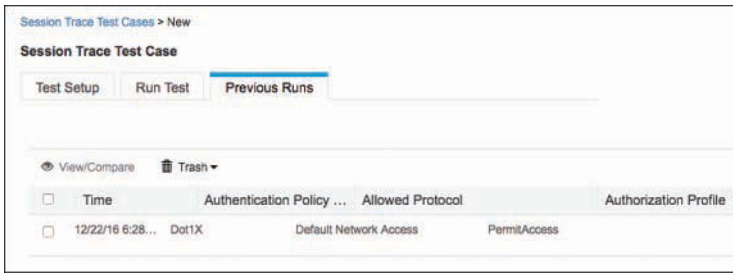 Session Trace Test Cases > New
Session Trace Test Case
Test Setup Run Test Previous Runs
View/Compare Trash
Time Authentication Policy ... Allowed Protocol Authorization Profile
12/22/16 6:28... Dot1X Default Network Access PermitAccess